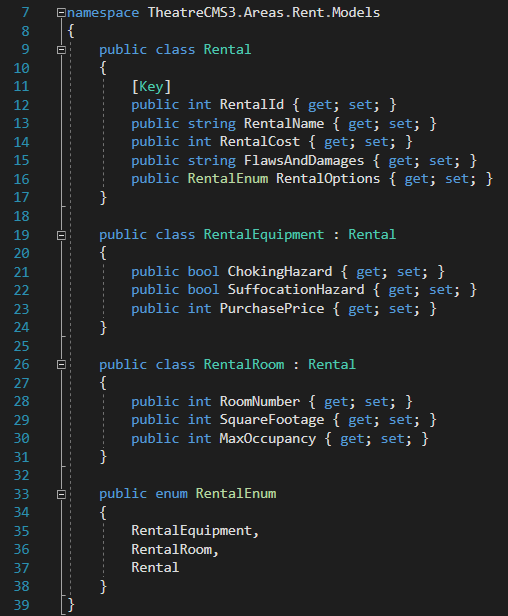 7 namespace TheatreCMS3.Areas.Rent.Models
8 {
9     public class Rental
10     {
11         [Key]
12         public int RentalId { get; set; }
13         public string RentalName { get; set; }
14         public int RentalCost { get; set; }
15         public string FlawsAndDamages { get; set; }
16         public RentalEnum RentalOptions { get; set; }
17     }
18
19     public class RentalEquipment : Rental
20     {
21         public bool ChokingHazard { get; set; }
22         public bool SuffocationHazard { get; set; }
23         public int PurchasePrice { get; set; }
24     }
25
26     public class RentalRoom : Rental
27     {
28         public int RoomNumber { get; set; }
29         public int SquareFootage { get; set; }
30         public int MaxOccupancy { get; set; }
31     }
32
33     public enum RentalEnum
34     {
35         RentalEquipment,
36         RentalRoom,
37         Rental
38     }
39 }